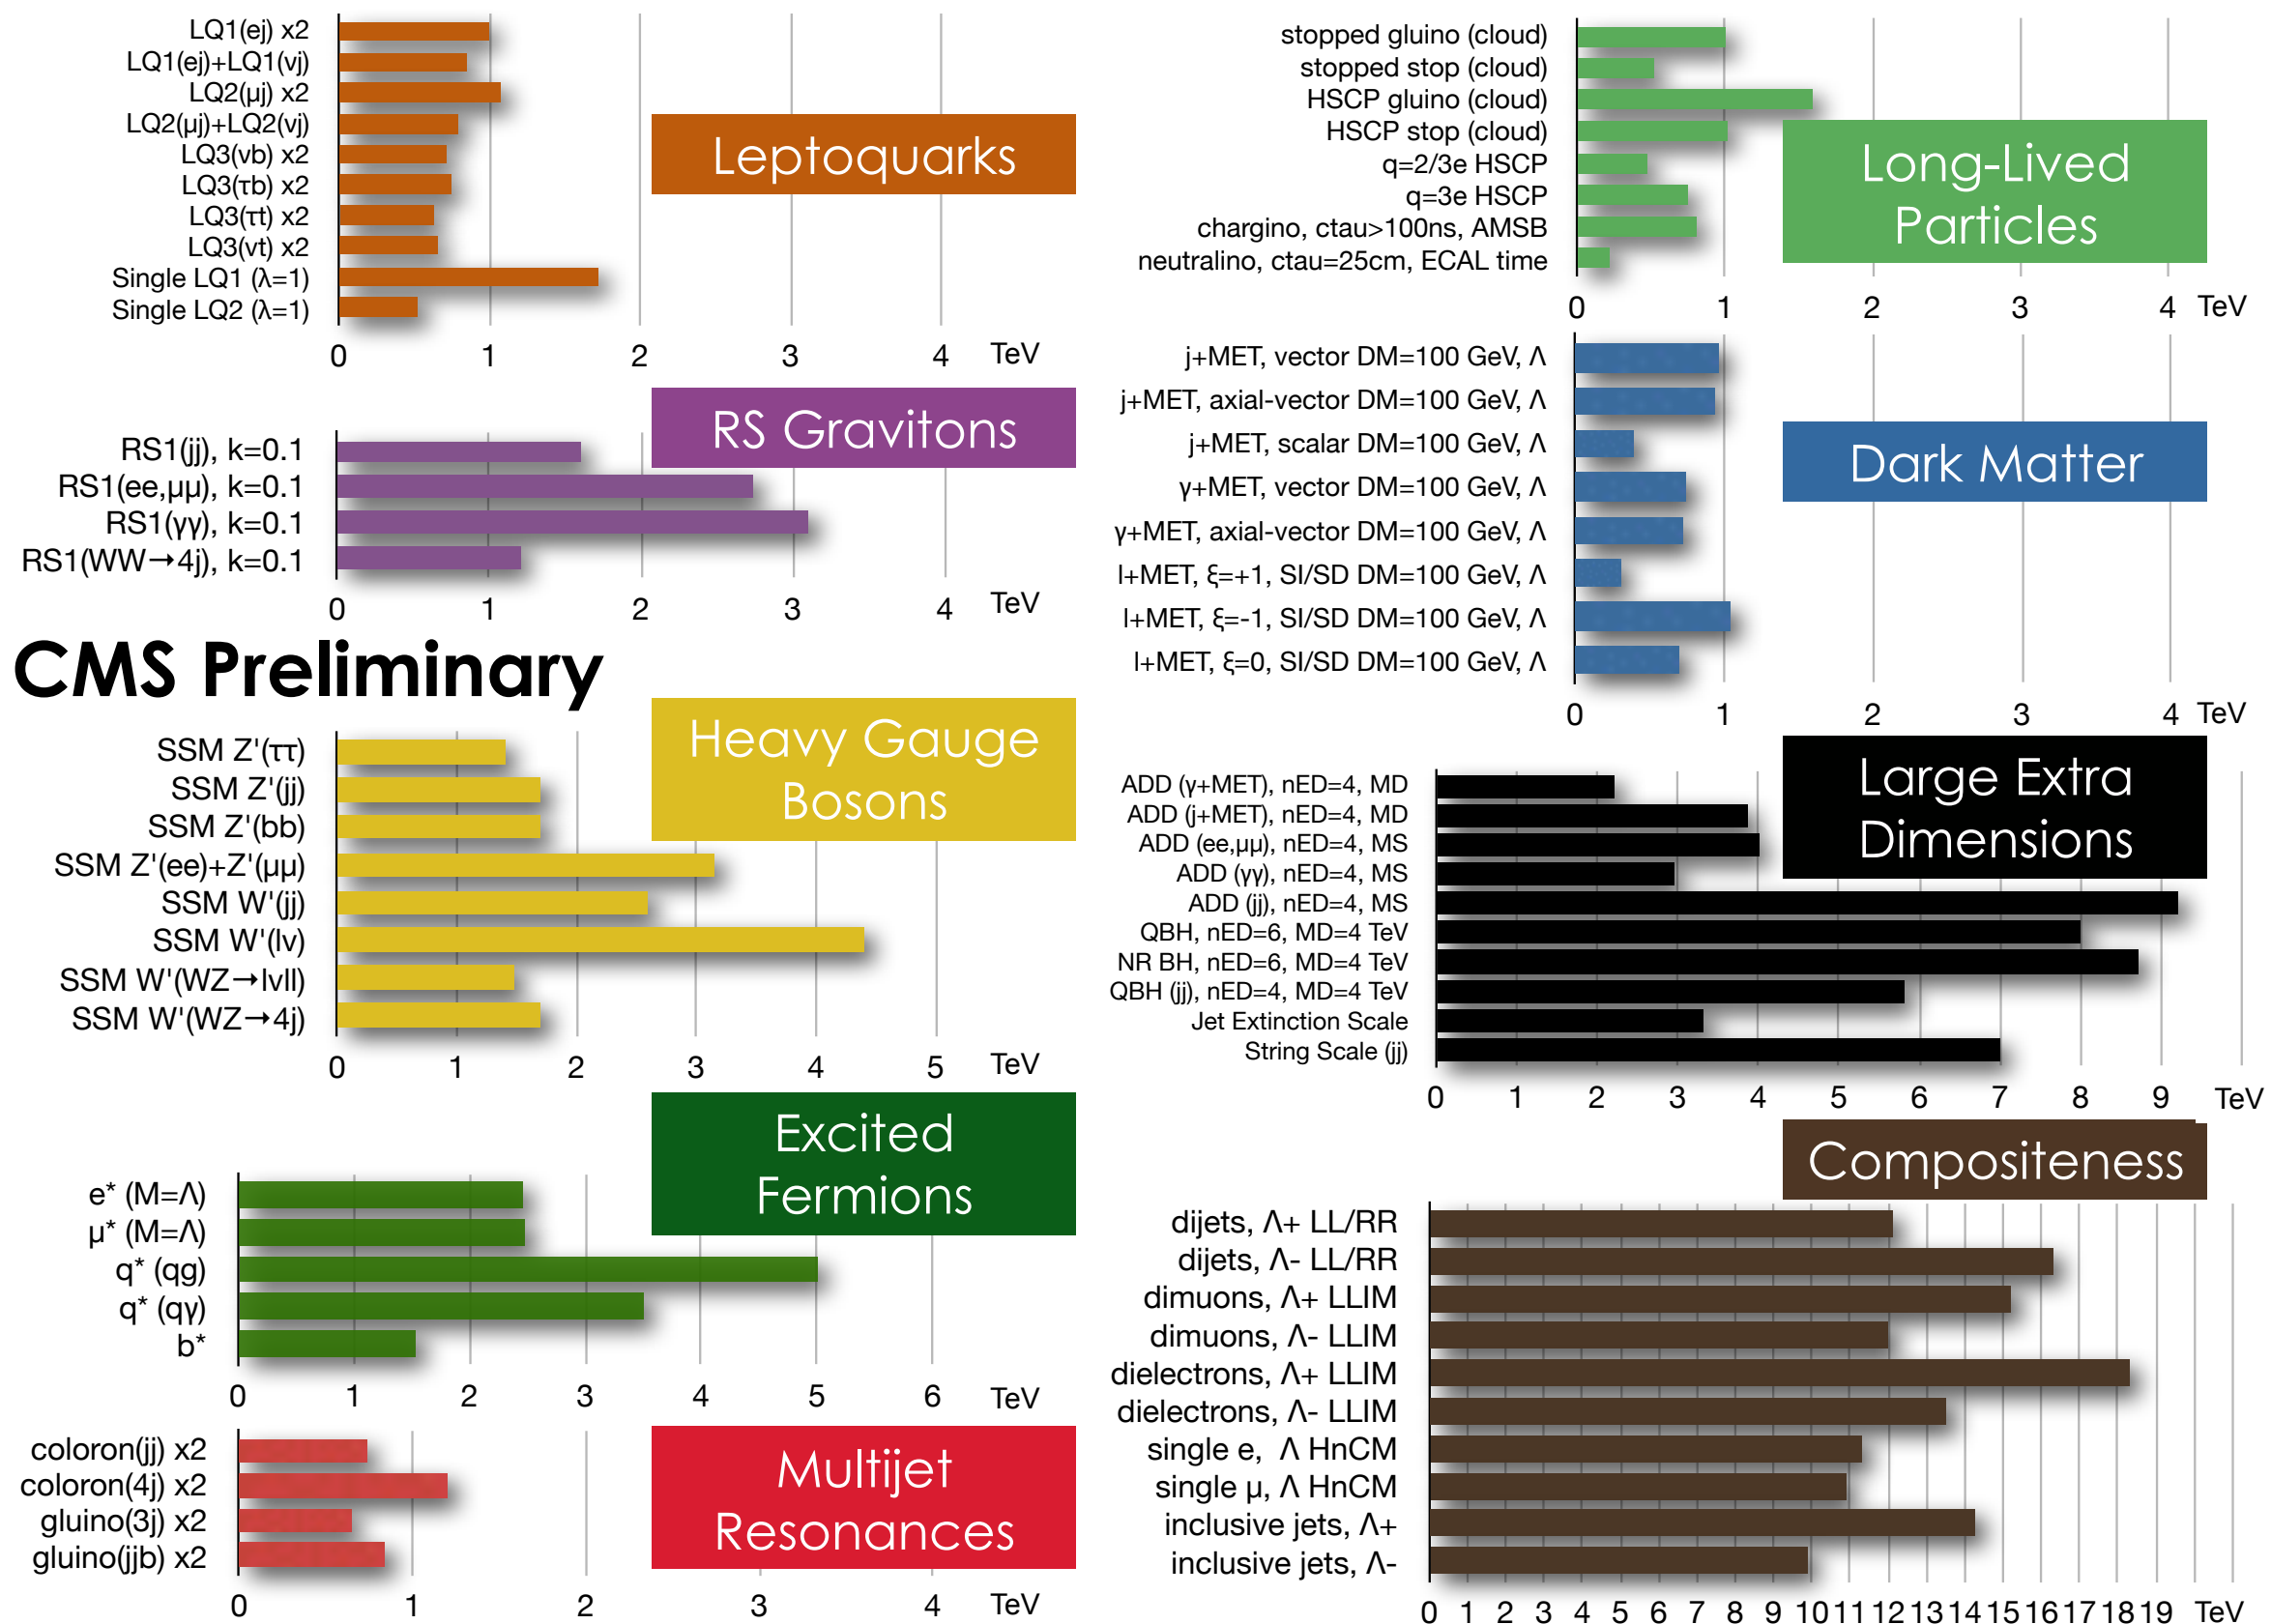 LQ1(ej) x2
LQ1(ej)+LQ1(νj)
LQ2(μj) x2
LQ2(μj)+LQ2(νj)
LQ3(νb) x2
LQ3(τb) x2
LQ3(τt) x2
LQ3(νt) x2
Single LQ1 (λ=1)
Single LQ2 (λ=1)
0 1 2 3 4 TeV
Leptoquarks
RS Gravitons
RS1(jj), k=0.1
RS1(ee,μμ), k=0.1
RS1(γγ), k=0.1
RS1(WW→4j), k=0.1
0 1 2 3 4 TeV
CMS Preliminary
Heavy Gauge
Bosons
SSM Z'(ττ)
SSM Z'(jj)
SSM Z'(bb)
SSM Z'(ee)+Z'(μμ)
SSM W'(jj)
SSM W'(lν)
SSM W'(WZ→lνll)
SSM W'(WZ→4j)
0 1 2 3 4 5 TeV
Excited
Fermions
e* (M=Λ)
μ* (M=Λ)
q* (qg)
q* (qγ)
b*
0 1 2 3 4 5 6 TeV
Multijet
Resonances
coloron(jj) x2
coloron(4j) x2
gluino(3j) x2
gluino(jjb) x2
0 1 2 3 4 TeV
stopped gluino (cloud)
stopped stop (cloud)
HSCP gluino (cloud)
HSCP stop (cloud)
q=2/3e HSCP
q=3e HSCP
chargino, ctau>100ns, AMSB
neutralino, ctau=25cm, ECAL time
0 1 2 3 4 TeV
Long-Lived
Particles
j+MET, vector DM=100 GeV, Λ
j+MET, axial-vector DM=100 GeV, Λ
j+MET, scalar DM=100 GeV, Λ
γ+MET, vector DM=100 GeV, Λ
γ+MET, axial-vector DM=100 GeV, Λ
l+MET, ξ=+1, SI/SD DM=100 GeV, Λ
l+MET, ξ=-1, SI/SD DM=100 GeV, Λ
l+MET, ξ=0, SI/SD DM=100 GeV, Λ
0 1 2 3 4 TeV
Dark Matter
Large Extra
Dimensions
ADD (γ+MET), nED=4, MD
ADD (j+MET), nED=4, MD
ADD (ee,μμ), nED=4, MS
ADD (γγ), nED=4, MS
ADD (jj), nED=4, MS
QBH, nED=6, MD=4 TeV
NR BH, nED=6, MD=4 TeV
QBH (jj), nED=4, MD=4 TeV
Jet Extinction Scale
String Scale (jj)
0 1 2 3 4 5 6 7 8 9 TeV
Compositeness
dijets, Λ+ LL/RR
dijets, Λ- LL/RR
dimuons, Λ+ LLIM
dimuons, Λ- LLIM
dielectrons, Λ+ LLIM
dielectrons, Λ- LLIM
single e, Λ HnCM
single μ, Λ HnCM
inclusive jets, Λ+
inclusive jets, Λ-
0 1 2 3 4 5 6 7 8 9 10 11 12 13 14 15 16 17 18 19 TeV